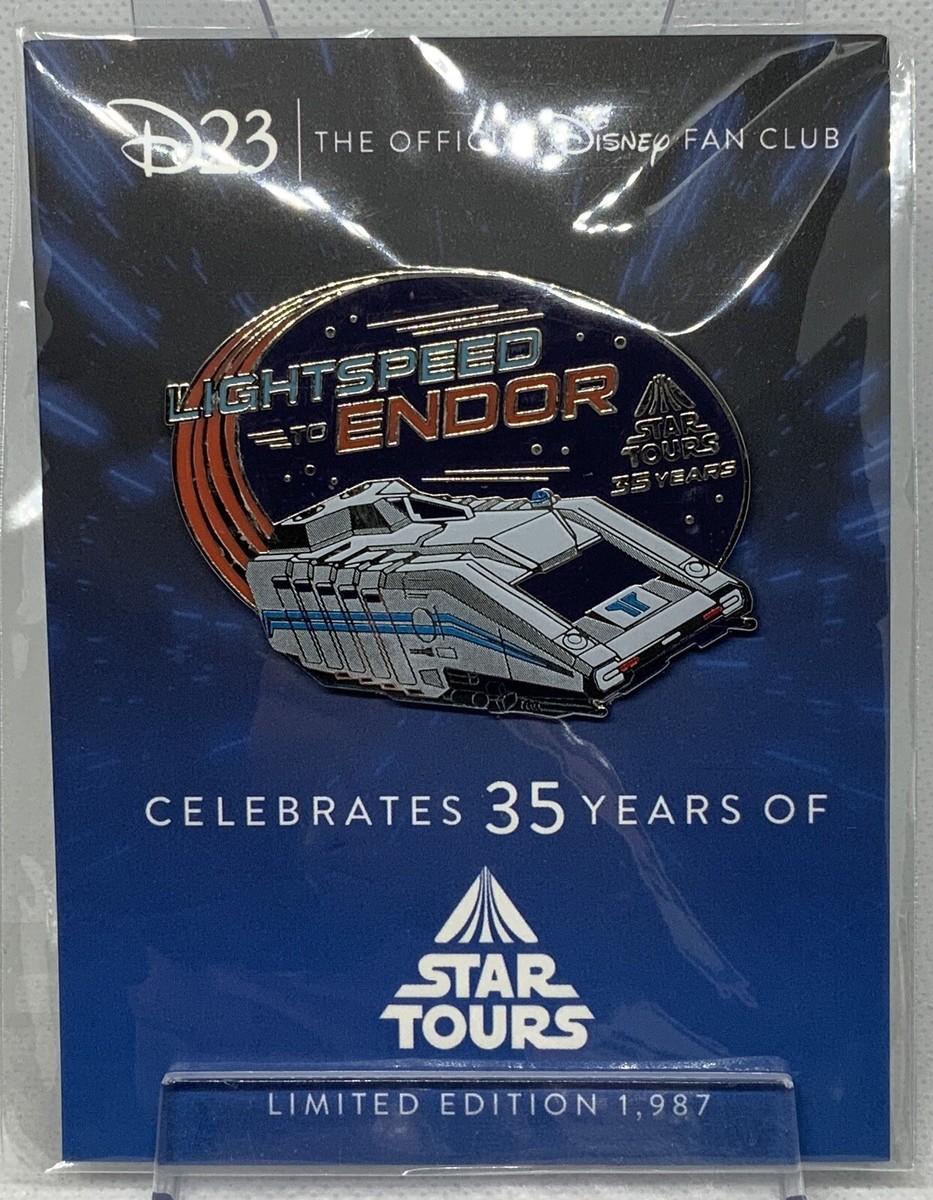 D23 | THE OFFICIAL Disney FAN CLUB
LIGHTSPEED
TO ENDOR
STAR
TOURS
35 YEARS
CELEBRATES 35 YEARS OF
STAR
TOURS
LIMITED EDITION 1,987